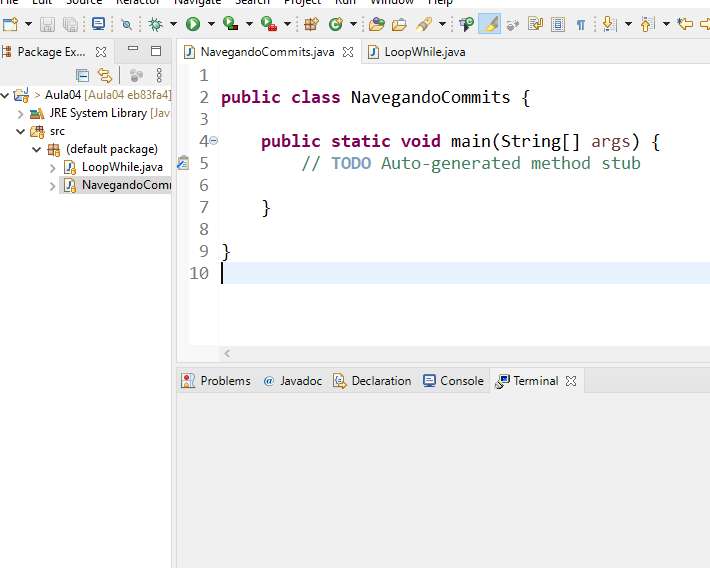 File Edit Source Refactor Navigate Search Project Run Window Help
Package Ex...
Aula04 [Aula04 eb83fa4]
JRE System Library [Jav
src
(default package)
LoopWhile.java
NavegandoComm
NavegandoCommits.java
LoopWhile.java
1
2 public class NavegandoCommits {
3
4 public static void main(String[] args) {
5 // TODO Auto-generated method stub
6
7 }
8
9 }
10
Problems @ Javadoc Declaration Console Terminal